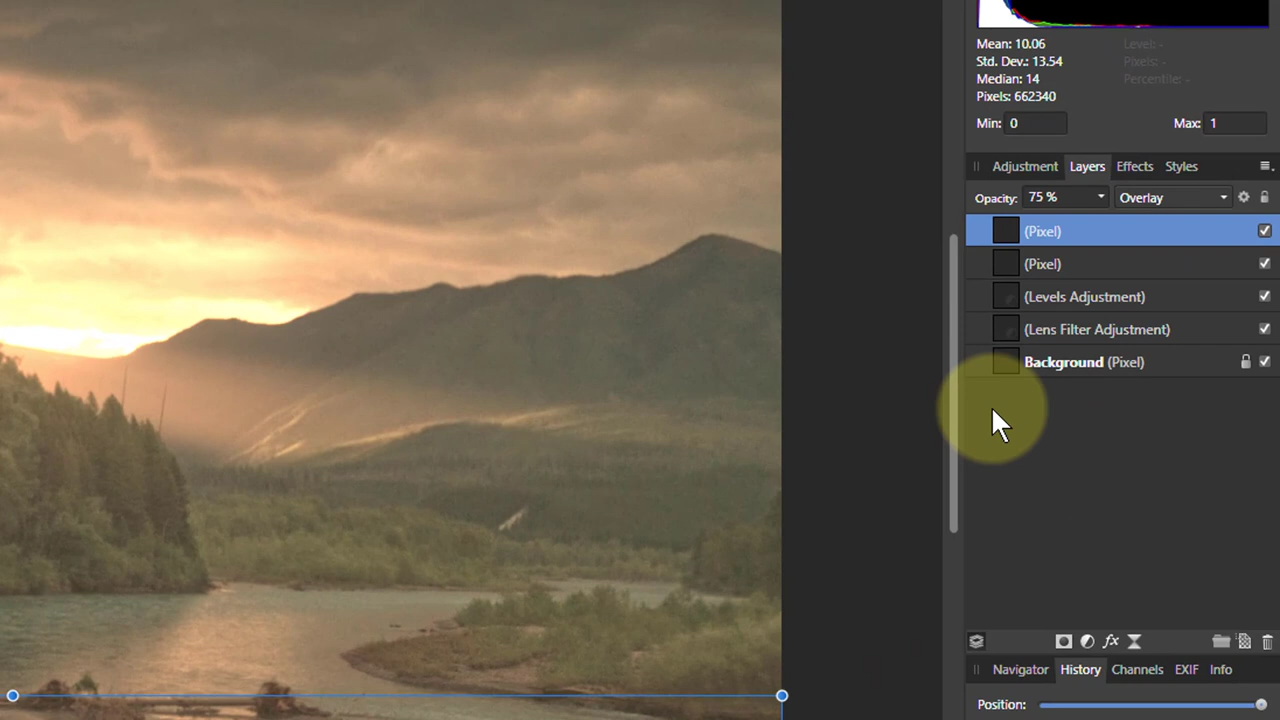 Mean: 10.06 Level: -
Std. Dev.: 13.54 Pixels: -
Median: 14 Percentile: -
Pixels: 662340
Min: 0 Max: 1
Adjustment Layers Effects Styles
Opacity: 75 % Overlay
(Pixel)
(Pixel)
(Levels Adjustment)
(Lens Filter Adjustment)
Background (Pixel)
fx
Navigator History Channels EXIF Info
Position: